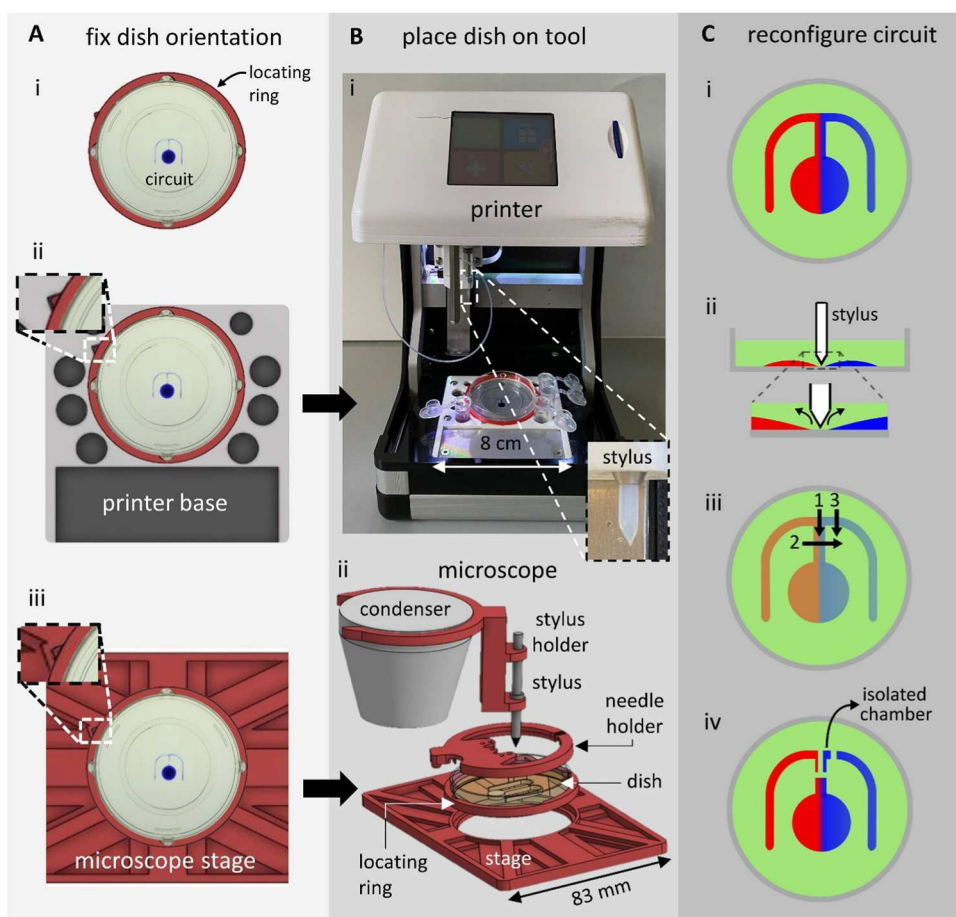 A fix dish orientation
i
locating
ring
circuit
ii
printer base
iii
microscope stage
B place dish on tool
i
printer
8 cm
stylus
ii
microscope
condenser
stylus
holder
stylus
needle
holder
dish
locating
ring
stage
83 mm
C reconfigure circuit
i
ii
stylus
iii
1 3
2
iv
isolated
chamber